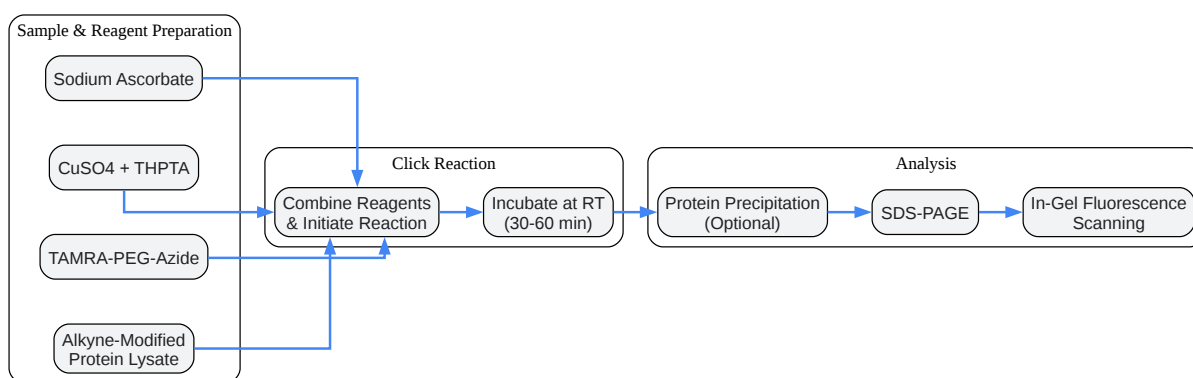 Sample & Reagent Preparation
Sodium Ascorbate
CuSO4 + THPTA
TAMRA-PEG-Azide
Alkyne-Modified
Protein Lysate
Click Reaction
Combine Reagents
& Initiate Reaction
Incubate at RT
(30-60 min)
Analysis
Protein Precipitation
(Optional)
SDS-PAGE
In-Gel Fluorescence
Scanning